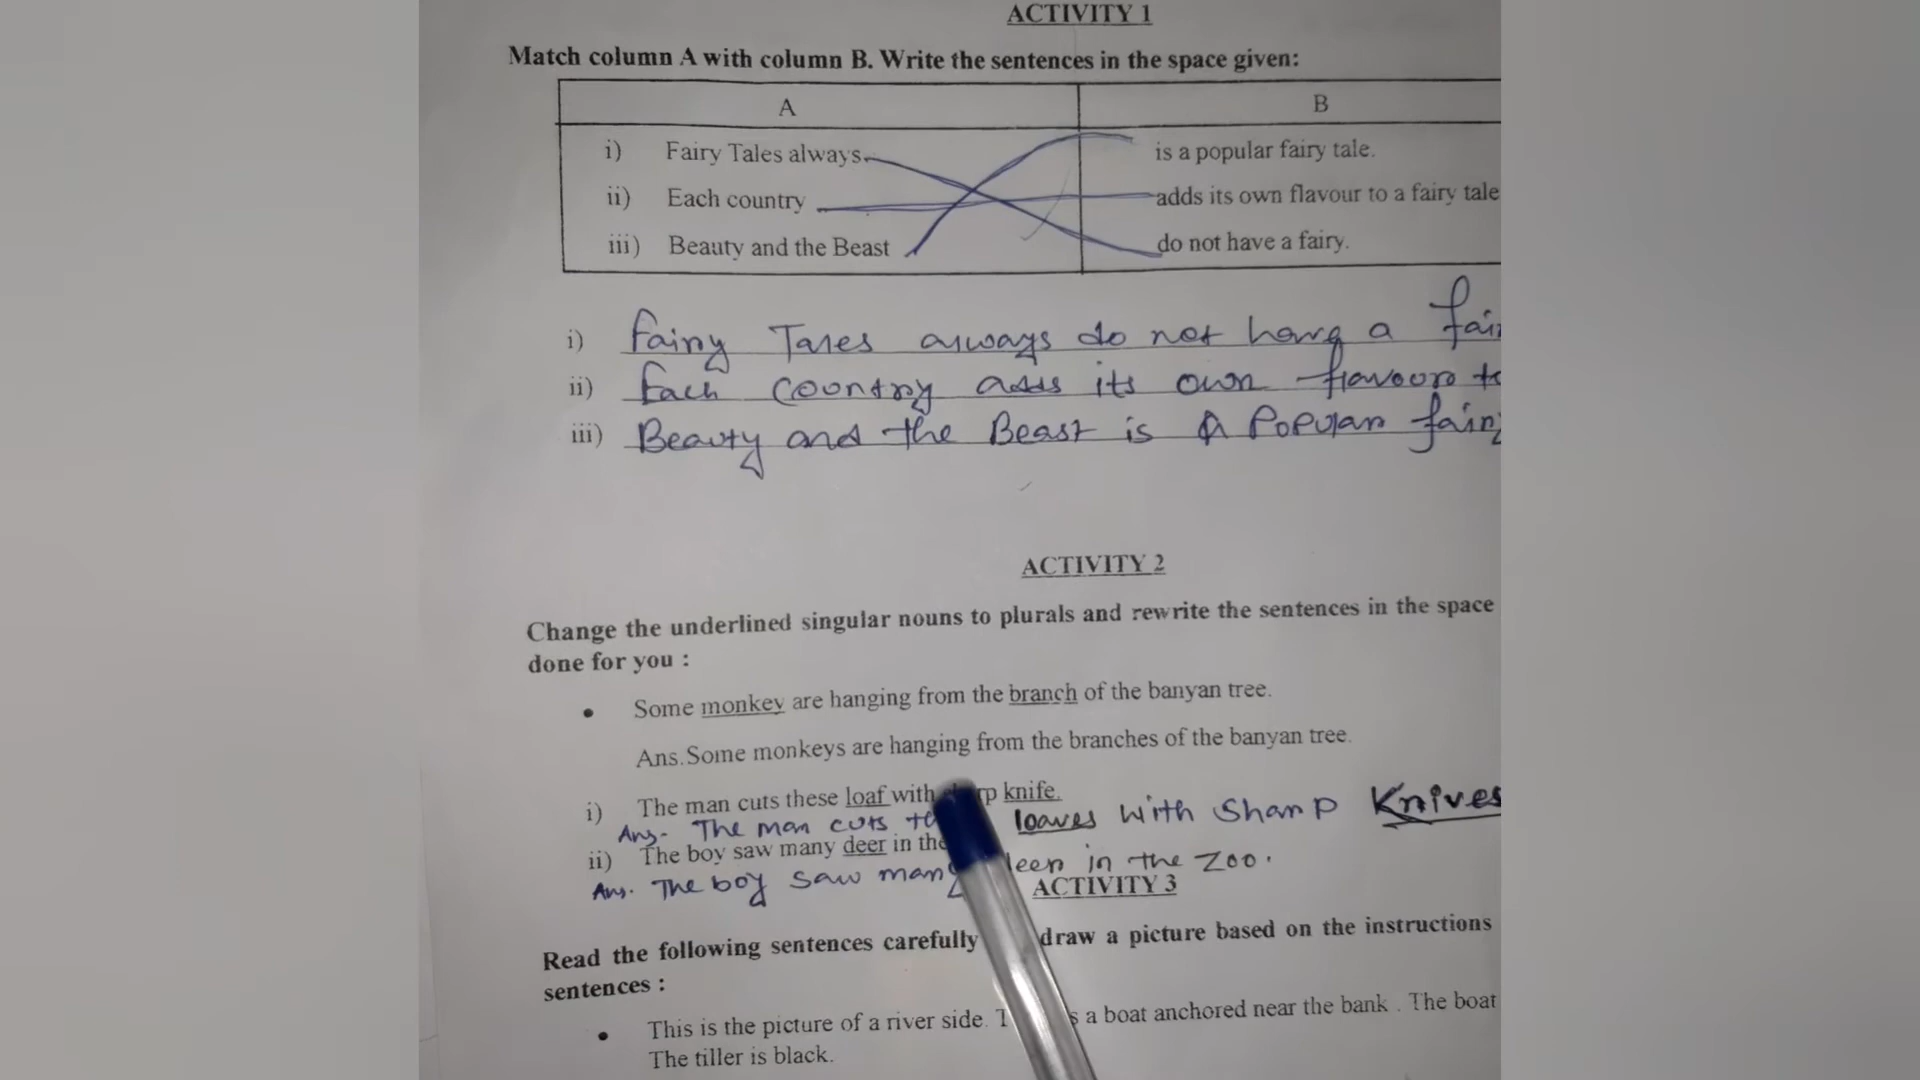 ACTIVITY 1
Match column A with column B. Write the sentences in the space given:
A B
i) Fairy Tales always is a popular fairy tale.
ii) Each country adds its own flavour to a fairy tale
iii) Beauty and the Beast do not have a fairy.
i) Fairy Tales always do not have a fai
ii) Each country adds its own flavour to
iii) Beauty and the Beast is a Popular fairy
ACTIVITY 2
Change the underlined singular nouns to plurals and rewrite the sentences in the space
done for you :
• Some monkey are hanging from the branch of the banyan tree.
Ans.Some monkeys are hanging from the branches of the banyan tree.
i) The man cuts these loaf with knife.
Ans. The man cuts loaves with sharp Knives
ii) The boy saw many deer in the
Ans. The boy saw many deer in the Zoo.
ACTIVITY 3
Read the following sentences carefully draw a picture based on the instructions
sentences :
• This is the picture of a river side. a boat anchored near the bank . The boat
The tiller is black.